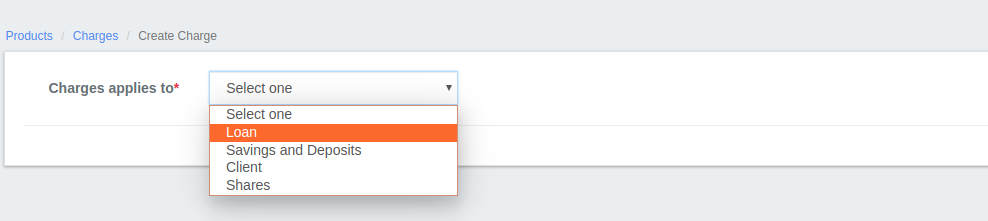 Products / Charges / Create Charge
Charges applies to* Select one
Select one
Loan
Savings and Deposits
Client
Shares